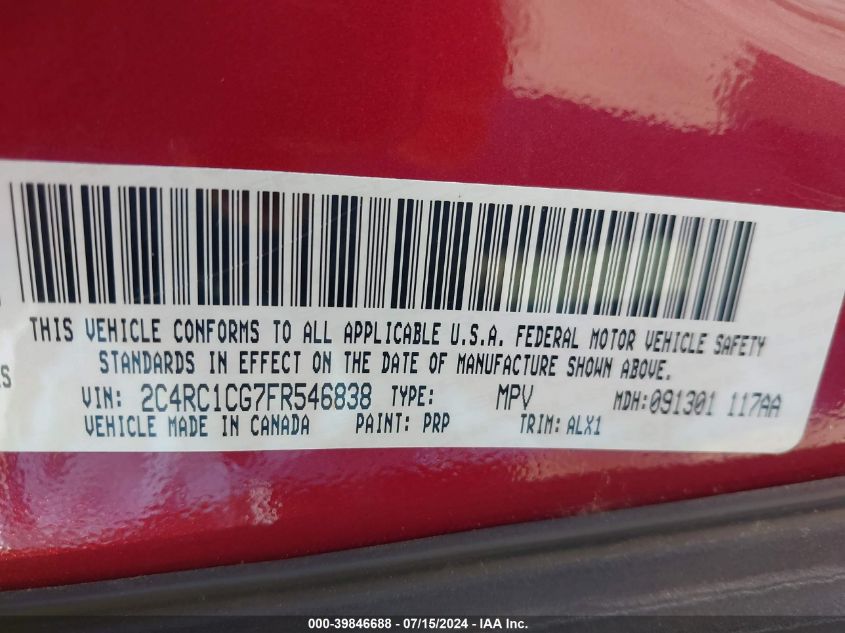 THIS VEHICLE CONFORMS TO ALL APPLICABLE U.S.A. FEDERAL MOTOR VEHICLE SAFETY
STANDARDS IN EFFECT ON THE DATE OF MANUFACTURE SHOWN ABOVE.
VIN: 2C4RC1CG7FR546838 TYPE: MPV MDH:091301 117AA
VEHICLE MADE IN CANADA PAINT: PRP TRIM: ALX1
000-39846688 - 07/15/2024 - IAA Inc.